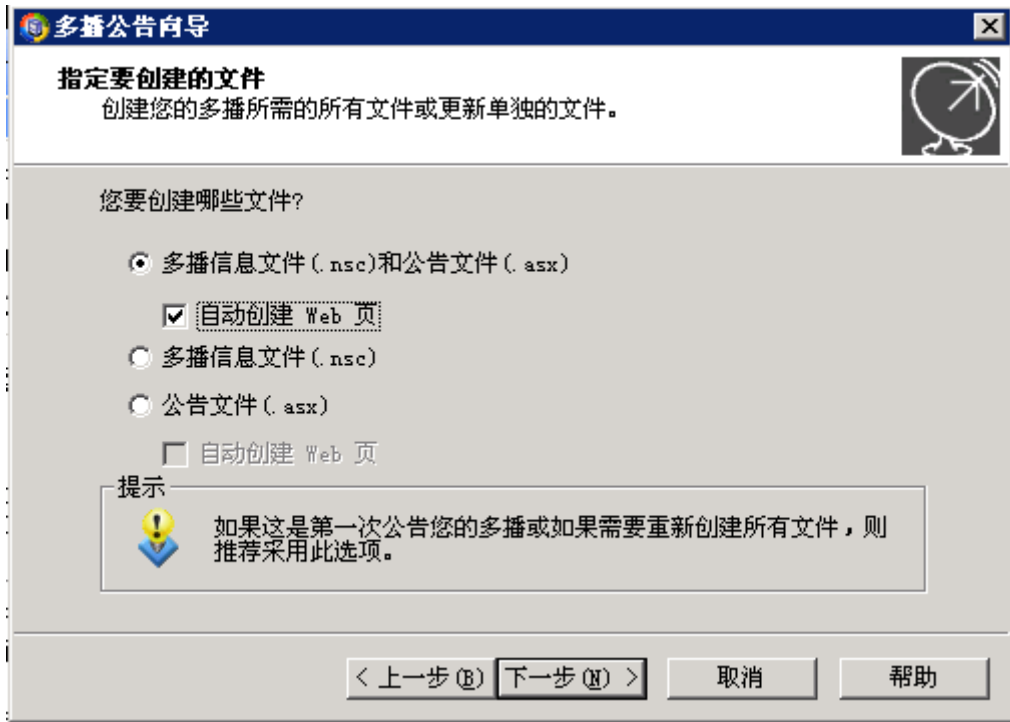 多播公告向导
指定要创建的文件
创建您的多播所需的所有文件或更新单独的文件。
您要创建哪些文件?
多播信息文件(.nsc)和公告文件(.asx)
自动创建 Web 页
多播信息文件(.nsc)
公告文件(.asx)
自动创建 Web 页
提示
如果这是第一次公告您的多播或如果需要重新创建所有文件，则
推荐采用此选项。
< 上一步(B) 下一步(N) > 取消 帮助